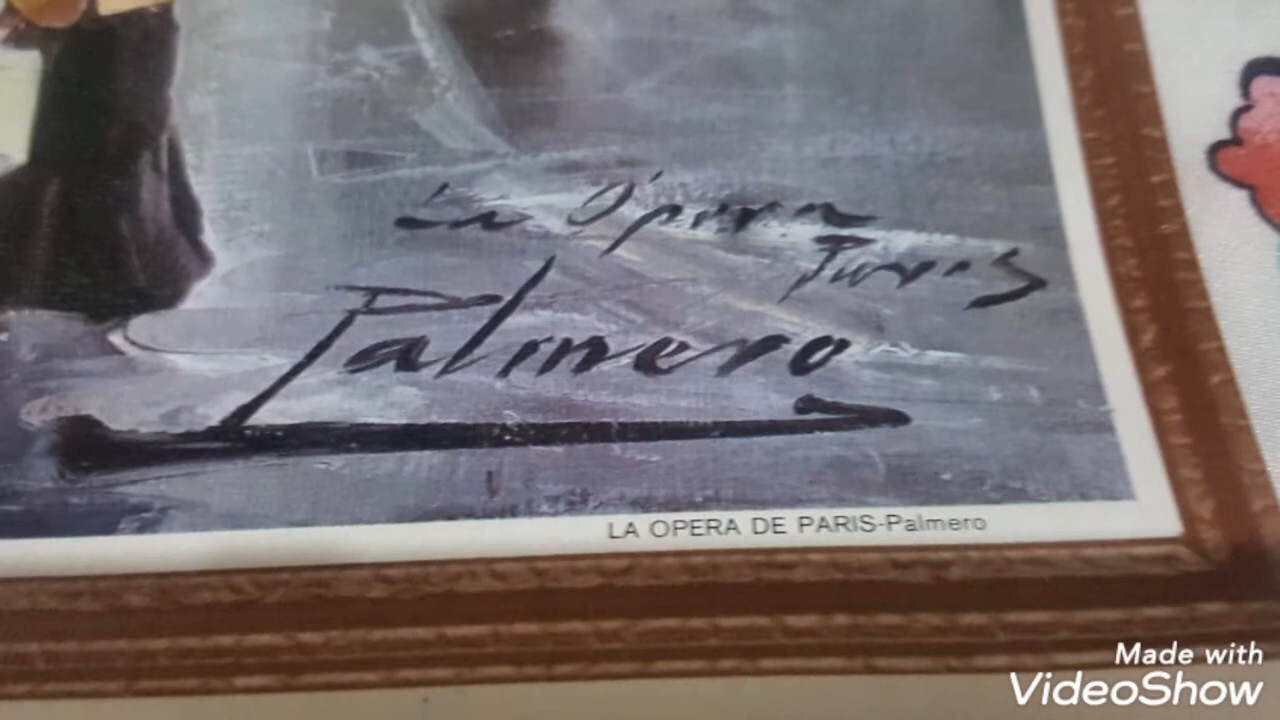 La Opera
Paris
Palmero
LA OPERA DE PARIS-Palmero
Made with
VideoShow